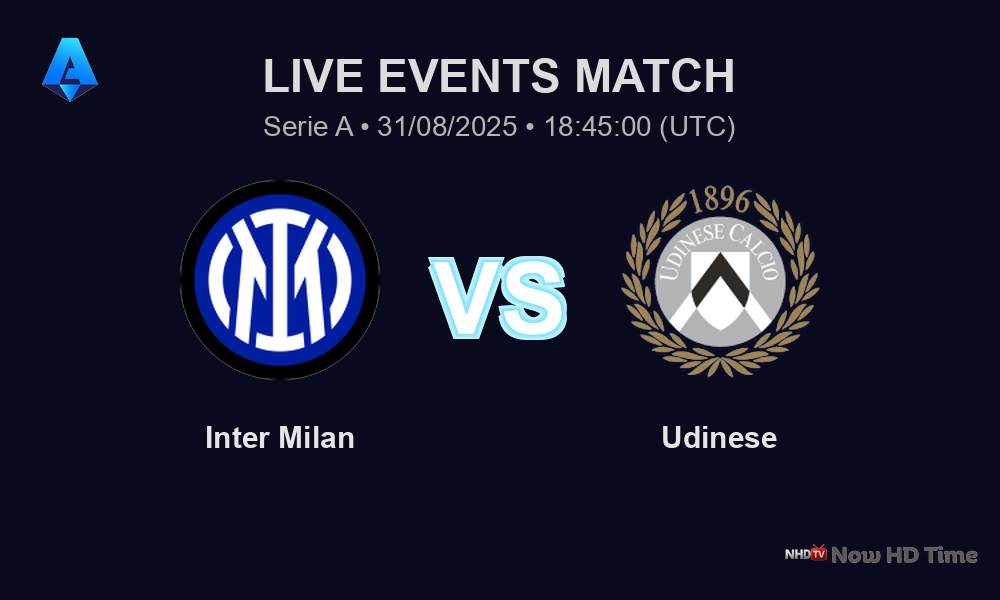 LIVE EVENTS MATCH
Serie A • 31/08/2025 • 18:45:00 (UTC)
1896
UDINESE CALCIO
VS
Inter Milan
Udinese
NHDTV Now HD Time